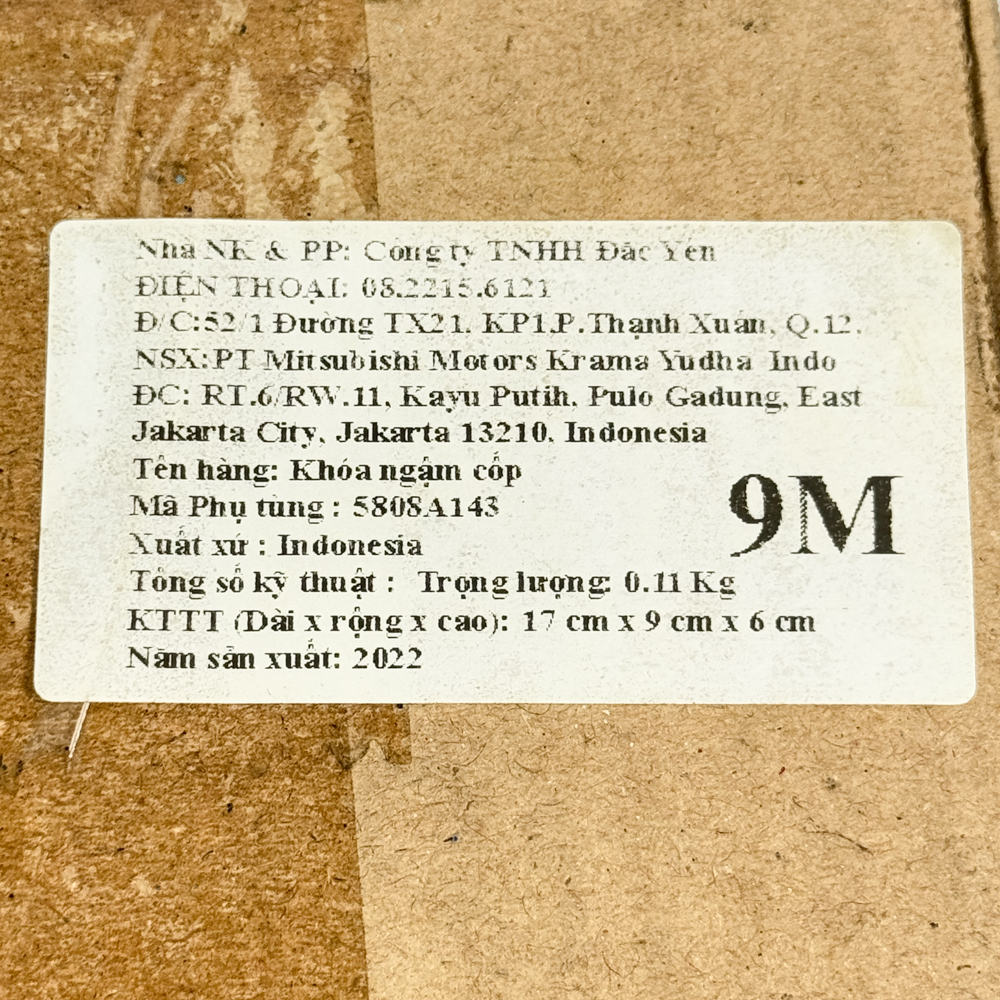 Nhà NK & PP: Công ty TNHH Đắc Yến
ĐIỆN THOẠI: 08.2215.6121
Đ/C:52/1 Đường TX21, KP1,P.Thạnh Xuân, Q.12,
NSX:PT Mitsubishi Motors Krama Yudha Indo
ĐC: RT.6/RW.11, Kayu Putih, Pulo Gadung, East
Jakarta City, Jakarta 13210, Indonesia
Tên hàng: Khóa ngậm cốp
Mã Phụ tùng : 5808A143
9M
Xuất xứ : Indonesia
Tông số kỹ thuật : Trọng lượng: 0.11 Kg
KTTT (Dài x rộng x cao): 17 cm x 9 cm x 6 cm
Năm sản xuất: 2022